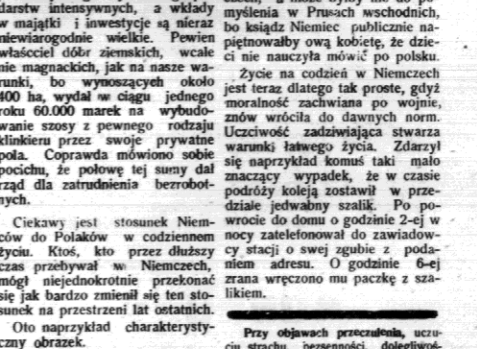 darstw intensywnych, a wkłady
w majątki i inwestycje są nieraz
niewiarogodnie wielkie. Pewien
właśćciel dóbr ziemskich, wcale
nie magnackich, jak na nasze wa-
runki, bo wynoszących około
400 ha, wydał w ciągu jednego
roku 60.000 marek na wybudo-
wanie szosy z pewnego rodzaju
klinkieru przez swoje prywatne
pola. Coprawda mówiono sobie
pocichu, że połowę tej sumy dał
rząd dla zatrudnienia bezrobot-
nych.
Ciekawy jest stosunek Niem-
ców do Polaków w codziennem
życiu. Ktoś, kto przez dłuższy
czas przebywał w Niemczech,
mógł niejednokrotnie przekonać
się jak bardzo zmienił się ten sto-
sunek na przestrzeni lat ostatnich.
Oto naprzykład charakterysty-
czny obrazek.
myślenia w Prusach wschodnich,
bo ksiądz Niemiec publicznie na-
piętnowałby ową kobietę, że dzie-
ci nie nauczyła mówić po polsku.
Życie na codzień w Niemczech
jest teraz dlatego tak proste, gdyż
moralność zachwiana po wojnie,
znów wróciła do dawnych norm.
Uczciwość zadziwiająca stwarza
warunki łatwego życia. Zdarzył
się naprzykład komuś taki mało
znaczący wypadek, że w czasie
podróży koleją zostawił w prze-
dziale jedwabny szalik. Po po-
wrocie do domu o godzinie 2-ej w
nocy zatelefonował do zawiadow-
cy stacji o swej zgubie z poda-
niem adresu. O godzinie 6-ej
zrana wręczono mu paczkę z sza-
likiem.
Przy objawach przeczulenia, uczu-
ciu strachu, bezsenności, dolegliwoś-